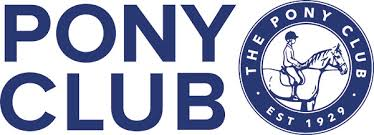 PONY
CLUB
• THE PONY CLUB •
EST 1929